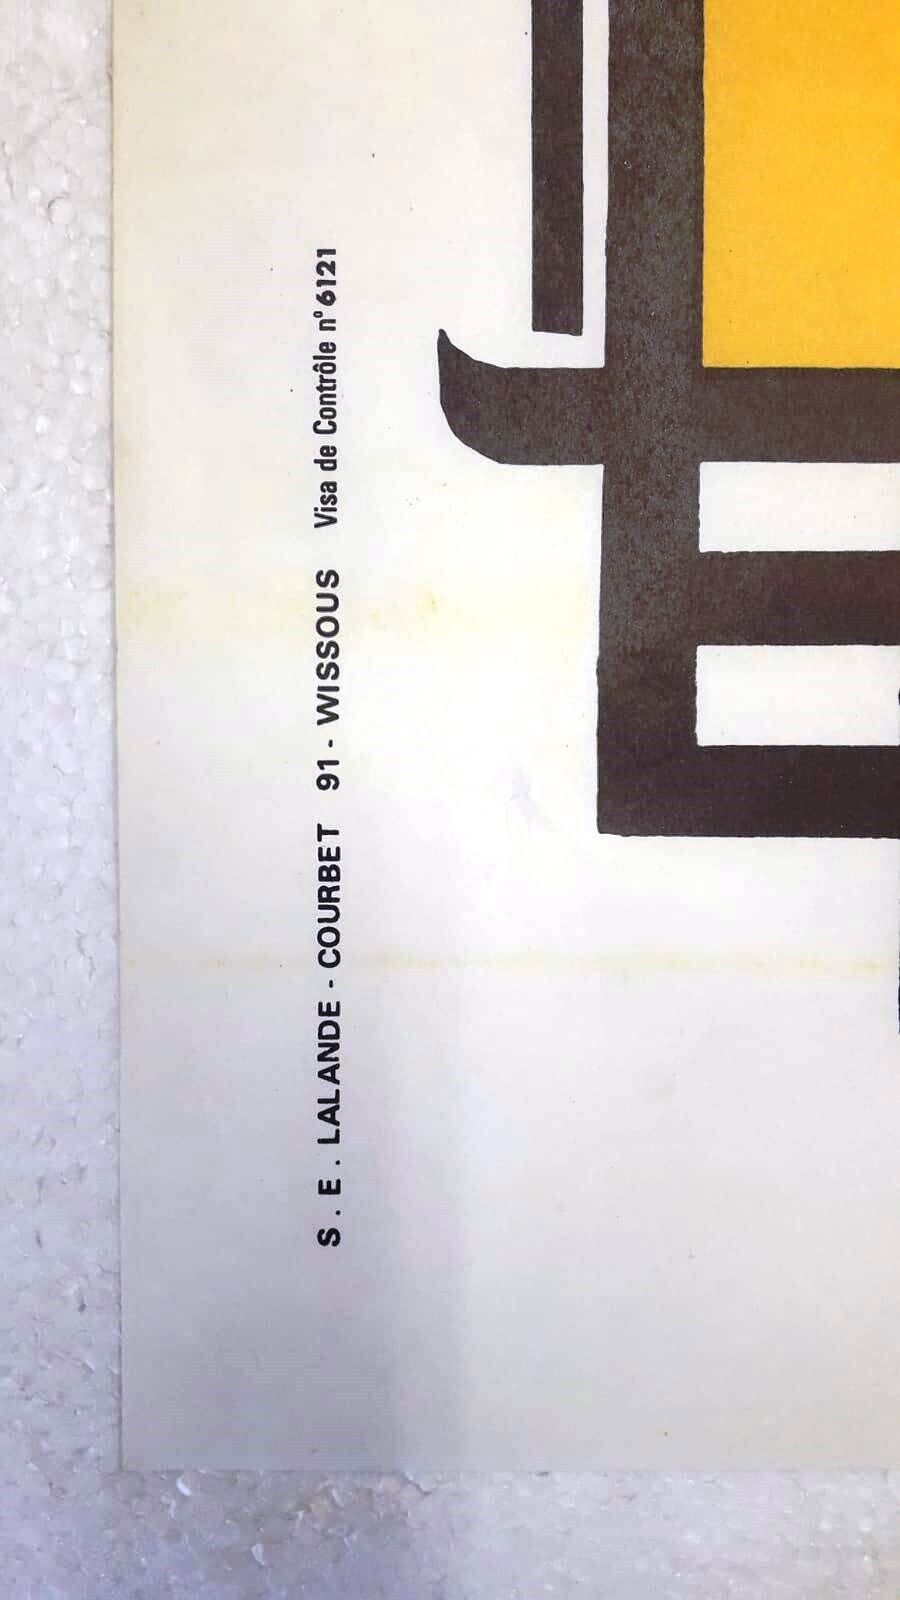 S.E. LALANDE - COURBET 91 - WISSOUS Visa de Contrôle n° 6121